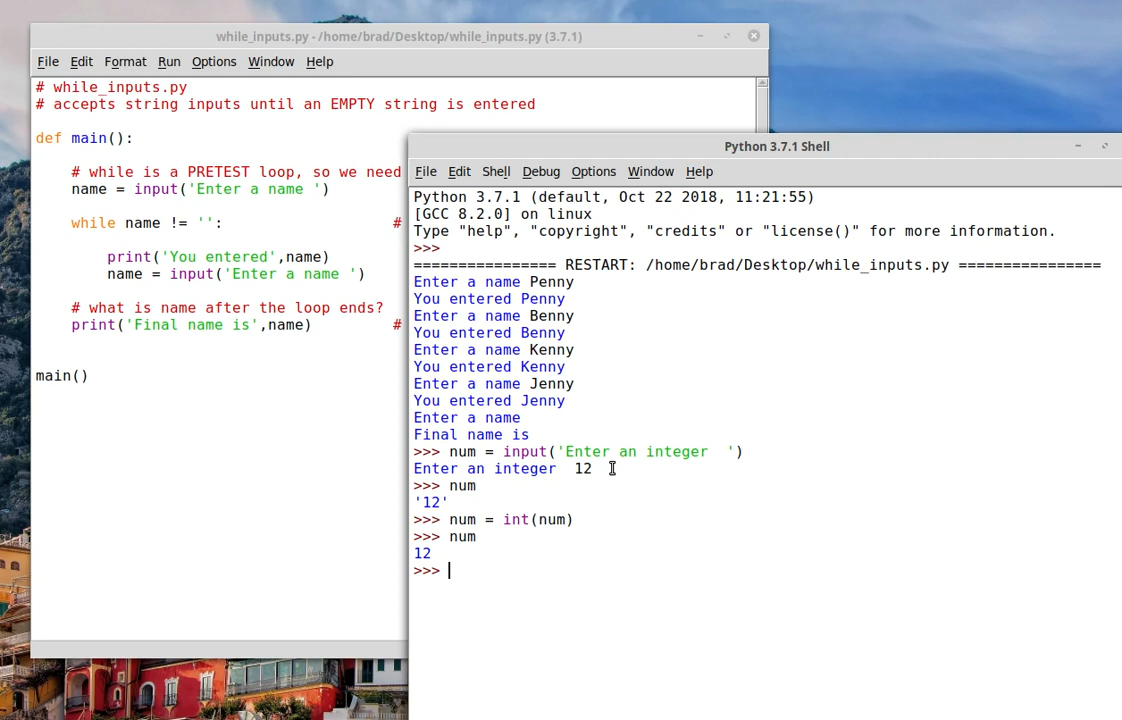 while_inputs.py - /home/brad/Desktop/while_inputs.py (3.7.1)
File Edit Format Run Options Window Help
# while_inputs.py
# accepts string inputs until an EMPTY string is entered
def main():
# while is a PRETEST loop, so we need
name = input('Enter a name ')
while name != '': #
print('You entered',name)
name = input('Enter a name ')
# what is name after the loop ends?
print('Final name is',name) #
main()
Python 3.7.1 Shell
File Edit Shell Debug Options Window Help
Python 3.7.1 (default, Oct 22 2018, 11:21:55)
[GCC 8.2.0] on linux
Type "help", "copyright", "credits" or "license()" for more information.
>>>
================ RESTART: /home/brad/Desktop/while_inputs.py ================
Enter a name Penny
You entered Penny
Enter a name Benny
You entered Benny
Enter a name Kenny
You entered Kenny
Enter a name Jenny
You entered Jenny
Enter a name
Final name is
>>> num = input('Enter an integer  ')
Enter an integer  12
>>> num
'12'
>>> num = int(num)
>>> num
12
>>>